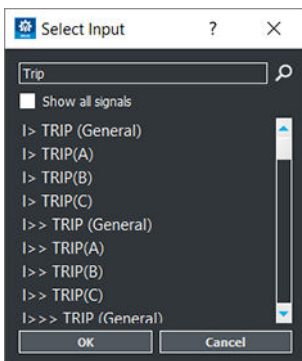 Select Input
?
Trip
Show all signals
I> TRIP (General)
I> TRIP(A)
I> TRIP(B)
I> TRIP(C)
I>> TRIP (General)
I>> TRIP(A)
I>> TRIP(B)
I>> TRIP(C)
I>>> TRIP (General)
OK
Cancel